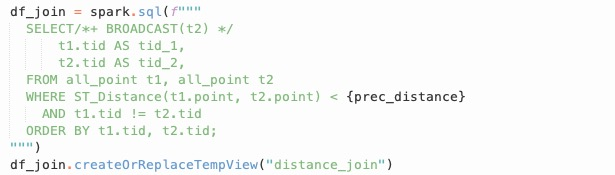 df_join = spark.sql(f"""
  SELECT/*+ BROADCAST(t2) */
      t1.tid AS tid_1,
      t2.tid AS tid_2,
  FROM all_point t1, all_point t2
  WHERE ST_Distance(t1.point, t2.point) < {prec_distance}
    AND t1.tid != t2.tid
  ORDER BY t1.tid, t2.tid;
""")
df_join.createOrReplaceTempView("distance_join")